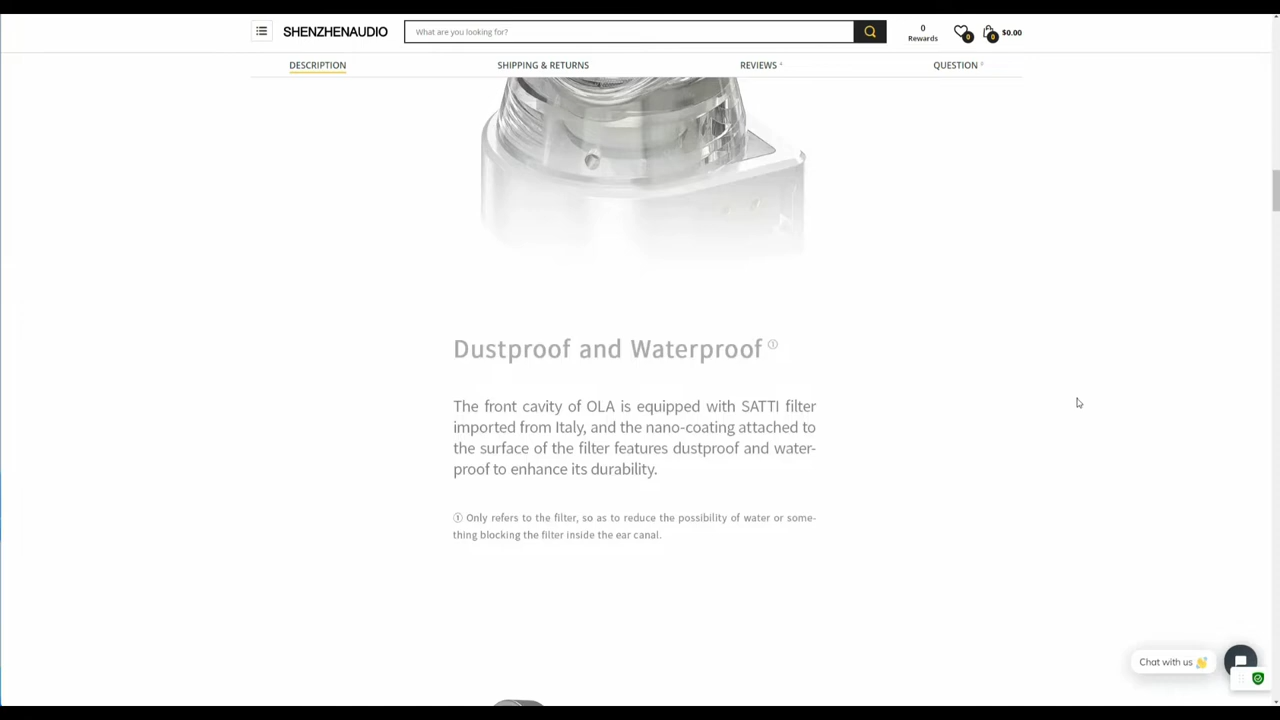 SHENZHENAUDIO
What are you looking for?
0
Rewards
0
0
$0.00
DESCRIPTION
SHIPPING & RETURNS
REVIEWS
QUESTION
Dustproof and Waterproof ①
The front cavity of OLA is equipped with SATTI filter
imported from Italy, and the nano-coating attached to
the surface of the filter features dustproof and water-
proof to enhance its durability.
① Only refers to the filter, so as to reduce the possibility of water or some-
thing blocking the filter inside the ear canal.
Chat with us 👋